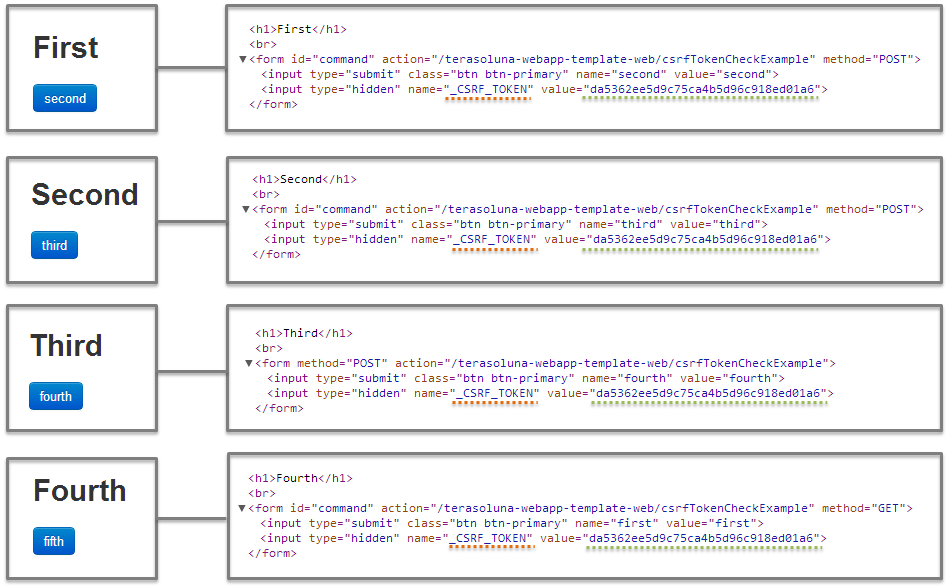 First
second
<h1>First</h1>
<br>
▼<form id="command" action="/terasoluna-webapp-template-web/csrfTokenCheckExample" method="POST">
<input type="submit" class="btn btn-primary" name="second" value="second">
<input type="hidden" name="_CSRF_TOKEN" value="da5362ee5d9c75ca4b5d96c918ed01a6">
</form>
Second
third
<h1>Second</h1>
<br>
▼<form id="command" action="/terasoluna-webapp-template-web/csrfTokenCheckExample" method="POST">
<input type="submit" class="btn btn-primary" name="third" value="third">
<input type="hidden" name="_CSRF_TOKEN" value="da5362ee5d9c75ca4b5d96c918ed01a6">
</form>
Third
fourth
<h1>Third</h1>
<br>
▼<form method="POST" action="/terasoluna-webapp-template-web/csrfTokenCheckExample">
<input type="submit" class="btn btn-primary" name="fourth" value="fourth">
<input type="hidden" name="_CSRF_TOKEN" value="da5362ee5d9c75ca4b5d96c918ed01a6">
</form>
Fourth
fifth
<h1>Fourth</h1>
<br>
▼<form id="command" action="/terasoluna-webapp-template-web/csrfTokenCheckExample" method="GET">
<input type="submit" class="btn btn-primary" name="first" value="first">
<input type="hidden" name="_CSRF_TOKEN" value="da5362ee5d9c75ca4b5d96c918ed01a6">
</form>